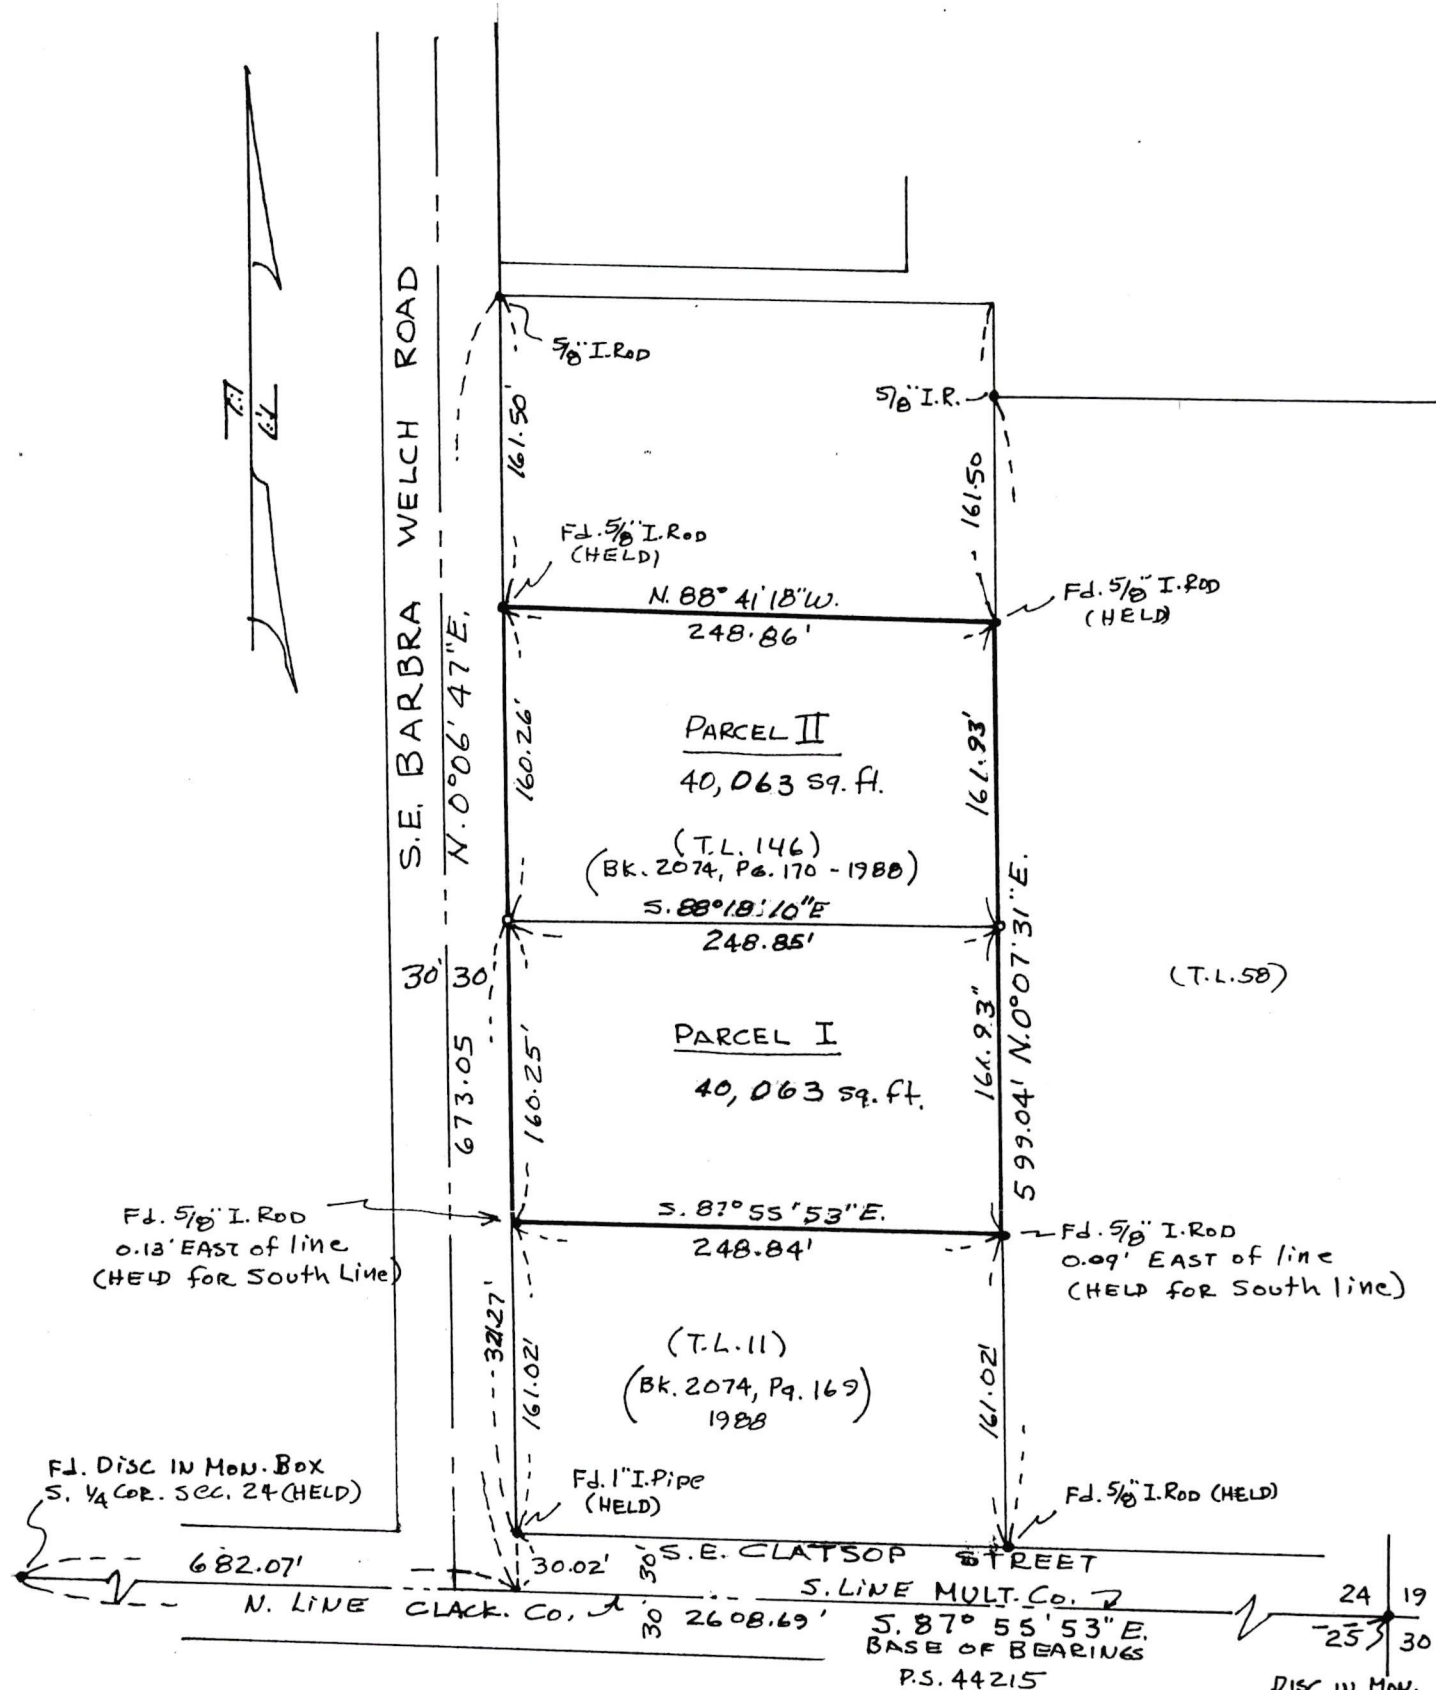 5/8" I.ROD
S.E. BARBRA WELCH ROAD
N.0°06'47"E.
161.50'
5/8" I.R.
161.50
Fd. 5/8" I.ROD
(HELD)
N. 88° 41' 18" W.
248.86'
Fd. 5/8" I.ROD
(HELD)
160.26'
PARCEL II
40,063 sq. ft.
161.93'
(T.L. 146)
(BK. 2074, PG. 170 - 1988)
S. 88° 18' 10" E
248.85'
30' 30
(T.L. 58)
PARCEL I
40,063 sq. ft.
160.25'
673.05
599.04' N.0°07'31"E.
Fd. 5/8" I.ROD
0.13' EAST of line
(HELD FOR South Line)
S. 87° 55' 53" E.
248.84'
Fd. 5/8" I.ROD
0.09' EAST of line
(HELD FOR South line)
161.02'
(T.L. 11)
(BK. 2074, Pg. 169)
1988
161.02'
Fd. DISC IN MON. BOX
S. 1/4 COR. SEC. 24 (HELD)
Fd. 1" I.Pipe
(HELD)
Fd. 5/8" I.ROD (HELD)
682.07'
30.02'
30'
S.E. CLATSOP STREET
N. LINE CLACK. CO.
S. LINE MULT. CO.
30'
2608.69'
S. 87° 55' 53" E.
BASE OF BEARINGS
P.S. 44215
24 19
25 30
DISC IN MON.